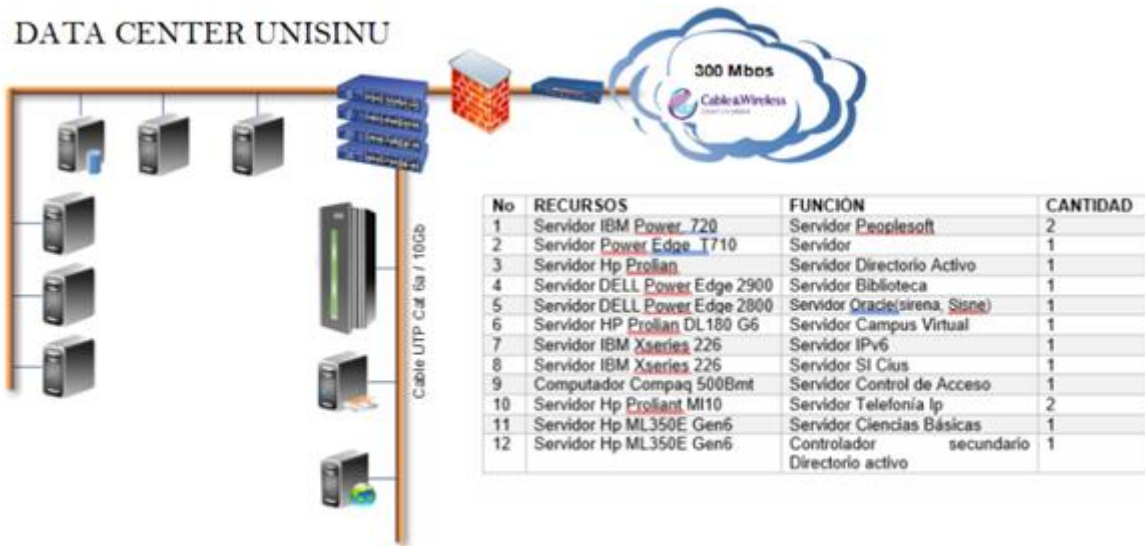 DATA CENTER UNISINU
300 Mbos
Cable&Wireless
Cable UTP Cat 6a / 10Gb
No RECURSOS FUNCIÓN CANTIDAD
1 Servidor IBM Power 720 Servidor Peoplesoft 2
2 Servidor Power Edge T710 Servidor 1
3 Servidor Hp Prolian Servidor Directorio Activo 1
4 Servidor DELL Power Edge 2900 Servidor Biblioteca 1
5 Servidor DELL Power Edge 2800 Servidor Oracle(sirena, Sisne) 1
6 Servidor HP Prolian DL180 G6 Servidor Campus Virtual 1
7 Servidor IBM Xseries 226 Servidor IPv6 1
8 Servidor IBM Xseries 226 Servidor SI Cius 1
9 Computador Compaq 500Bmt Servidor Control de Acceso 1
10 Servidor Hp Proliant Ml10 Servidor Telefonía Ip 2
11 Servidor Hp ML350E Gen6 Servidor Ciencias Básicas 1
12 Servidor Hp ML350E Gen6 Controlador secundario 1
Directorio activo